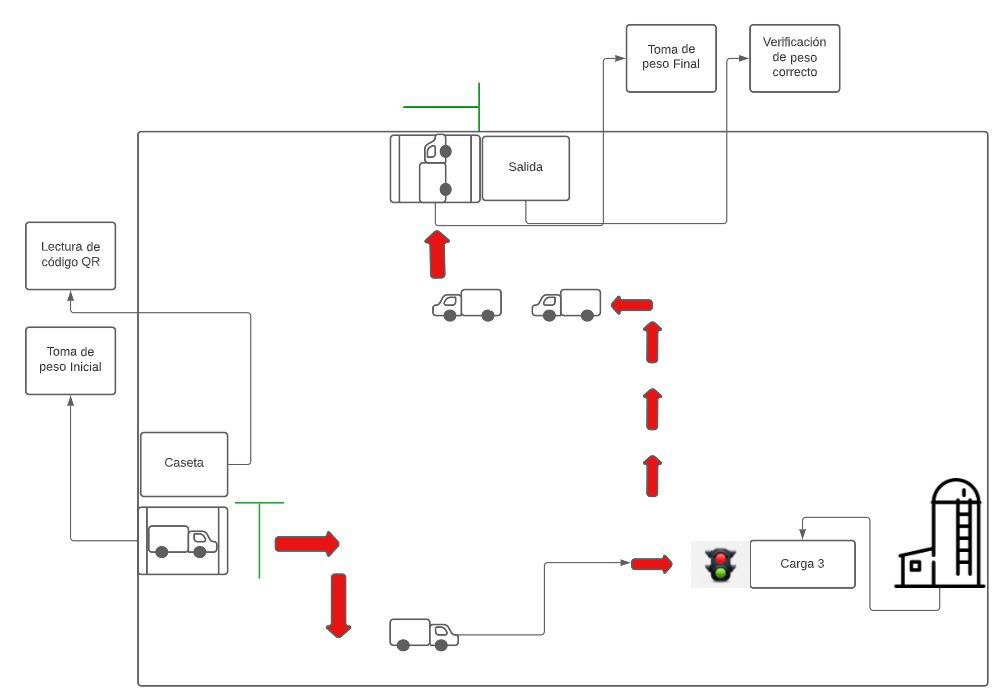 Toma de
peso Final
Verificación
de peso
correcto
Salida
Lectura de
código QR
Toma de
peso Inicial
Caseta
Carga 3